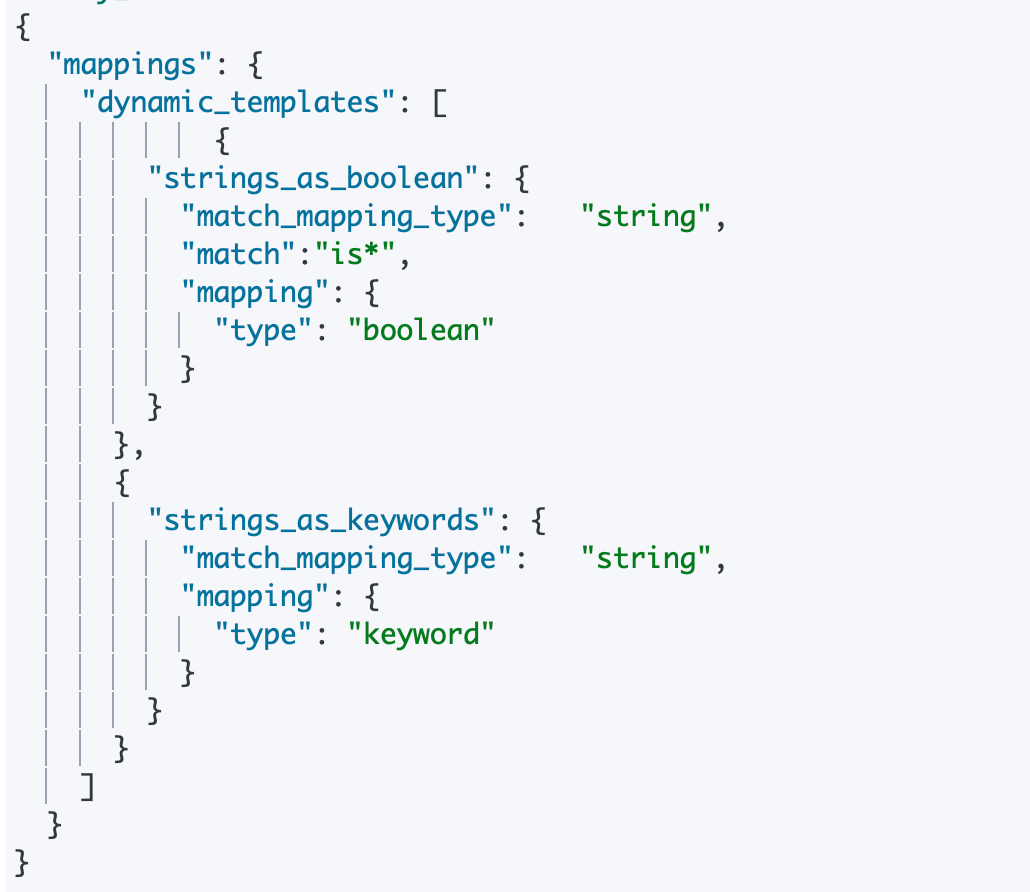 {
  "mappings": {
    "dynamic_templates": [
            {
        "strings_as_boolean": {
          "match_mapping_type":   "string",
          "match":"is*",
          "mapping": {
            "type": "boolean"
          }
        }
      },
      {
        "strings_as_keywords": {
          "match_mapping_type":   "string",
          "mapping": {
            "type": "keyword"
          }
        }
      }
    ]
  }
}